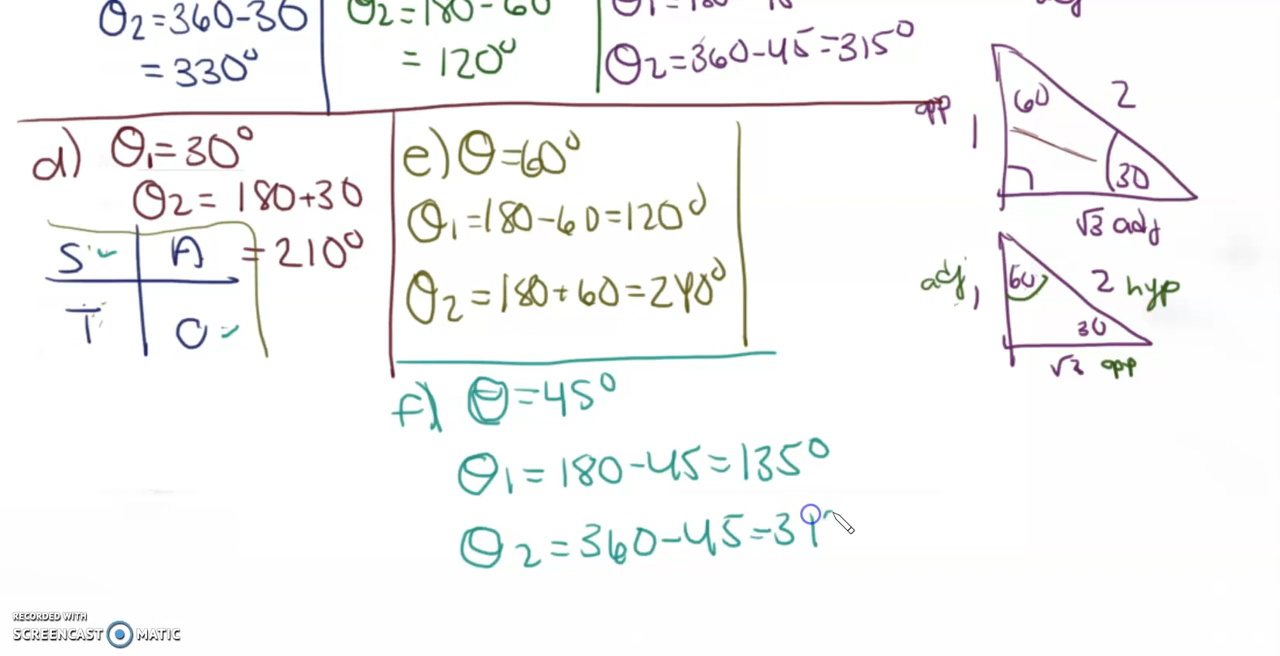 θ2=360-30
=330°
θ2=180-60
=120°
θ2=360-45=315°
d) θ1=30°
θ2=180+30
=210°
S A
T C
e) θ=60°
θ1=180-60=120°
θ2=180+60=240°
f) θ=45°
θ1=180-45=135°
θ2=360-45=31
opp 1
60
2
30
√3 adj
adj 1
60
2 hyp
30
√3 opp
RECORDED WITH
SCREENCAST MATIC